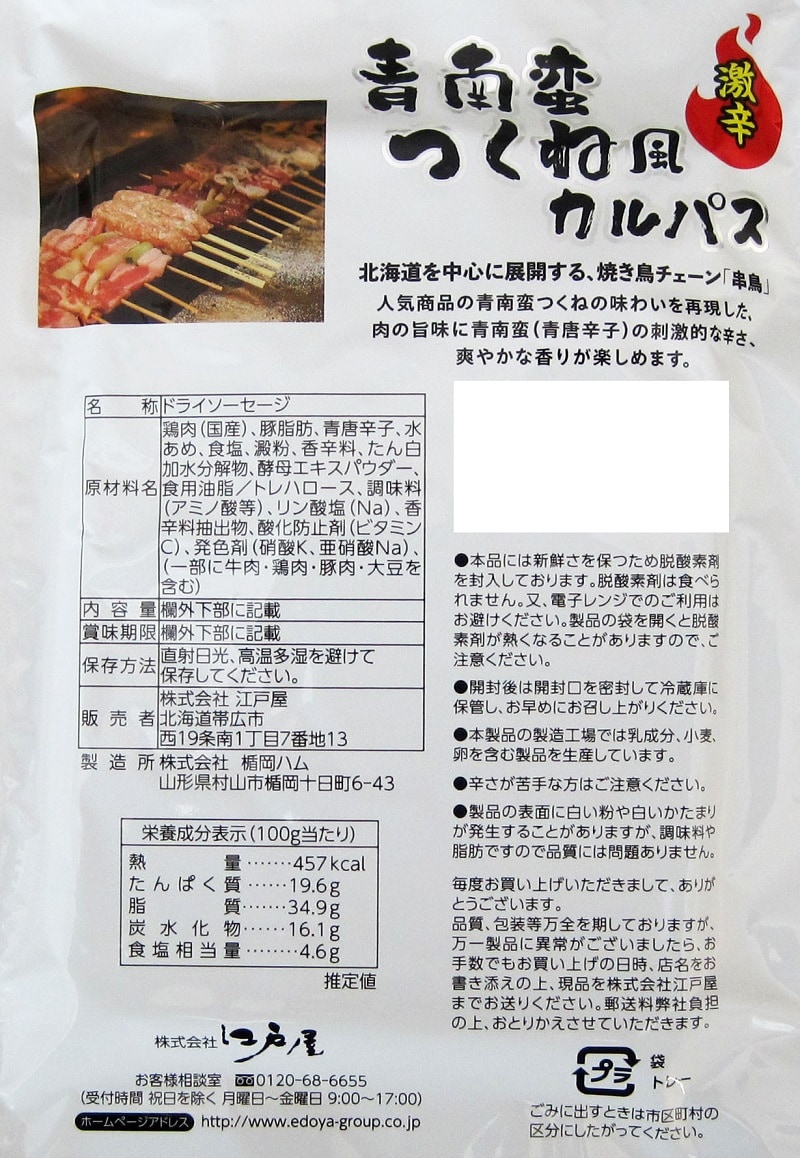 青南蛮
つくね風
カルパス
激辛
北海道を中心に展開する、焼き鳥チェーン「串鳥」
人気商品の青南蛮つくねの味わいを再現した、
肉の旨味に青南蛮(青唐辛子)の刺激的な辛さ、
爽やかな香りが楽しめます。
名称 ドライソーセージ
原材料名 鶏肉(国産)、豚脂肪、青唐辛子、水
あめ、食塩、澱粉、香辛料、たん白
加水分解物、酵母エキスパウダー、
食用油脂/トレハロース、調味料
(アミノ酸等)、リン酸塩(Na)、香
辛料抽出物、酸化防止剤(ビタミン
C)、発色剤(硝酸K、亜硝酸Na)、
(一部に牛肉・鶏肉・豚肉・大豆を
含む)
内容量 欄外下部に記載
賞味期限 欄外下部に記載
保存方法 直射日光、高温多湿を避けて
保存してください。
販売者 株式会社 江戸屋
北海道帯広市
西19条南1丁目7番地13
製造所 株式会社 楯岡ハム
山形県村山市楯岡十日町6-43
栄養成分表示(100g当たり)
熱量……457kcal
たんぱく質……19.6g
脂質……34.9g
炭水化物……16.1g
食塩相当量……4.6g
推定値
株式会社 江戸屋
お客様相談室 0120-68-6655
(受付時間 祝日を除く 月曜日~金曜日 9:00~17:00)
ホームページアドレス http://www.edoya-group.co.jp
●本品には新鮮さを保つため脱酸素剤
を封入しております。脱酸素剤は食べら
れません。又、電子レンジでのご利用は
お避けください。製品の袋を開くと脱酸
素剤が熱くなることがありますので、ご
注意ください。
●開封後は開封口を密封して冷蔵庫に
保管し、お早めにお召し上がりください。
●本製品の製造工場では乳成分、小麦、
卵を含む製品を生産しています。
●辛さが苦手な方はご注意ください。
●製品の表面に白い粉や白いかたまり
が発生することがありますが、調味料や
脂肪ですので品質には問題ありません。
毎度お買い上げいただきまして、ありが
とうございます。
品質、包装等万全を期しておりますが、
万一製品に異常がございましたら、お
手数でもお買い上げの日時、店名をお
書き添えの上、現品を株式会社江戸屋
までお送りください。郵送料弊社負担
の上、おとりかえさせていただきます。
プラ
袋
トレー
ごみに出すときは市区町村の
区分にしたがってください。